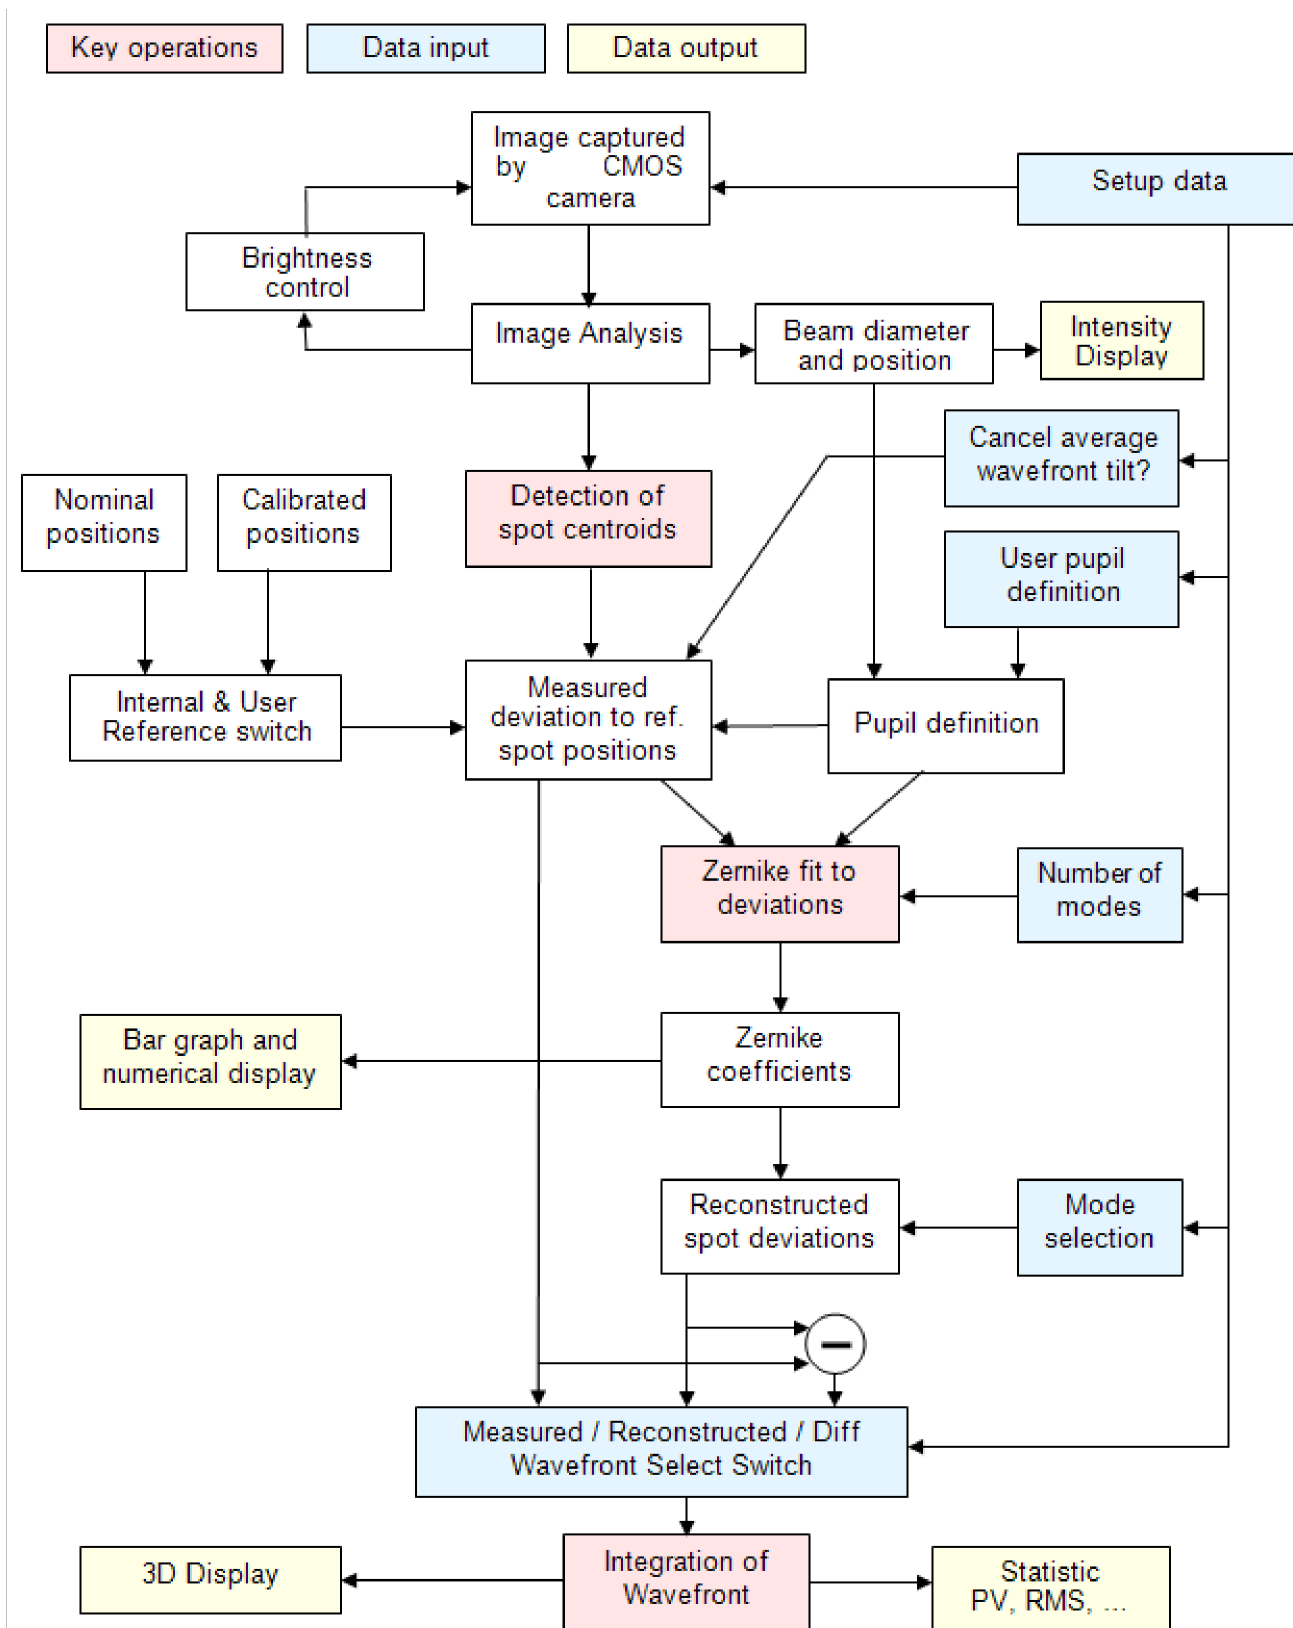 Key operations
Data input
Data output
Image captured
by CMOS
camera
Setup data
Brightness
control
Image Analysis
Beam diameter
and position
Intensity
Display
Cancel average
wavefront tilt?
Nominal
positions
Calibrated
positions
Detection of
spot centroids
User pupil
definition
Internal & User
Reference switch
Measured
deviation to ref.
spot positions
Pupil definition
Zernike fit to
deviations
Number of
modes
Bar graph and
numerical display
Zernike
coefficients
Reconstructed
spot deviations
Mode
selection
Measured / Reconstructed / Diff
Wavefront Select Switch
3D Display
Integration of
Wavefront
Statistic
PV, RMS, ...